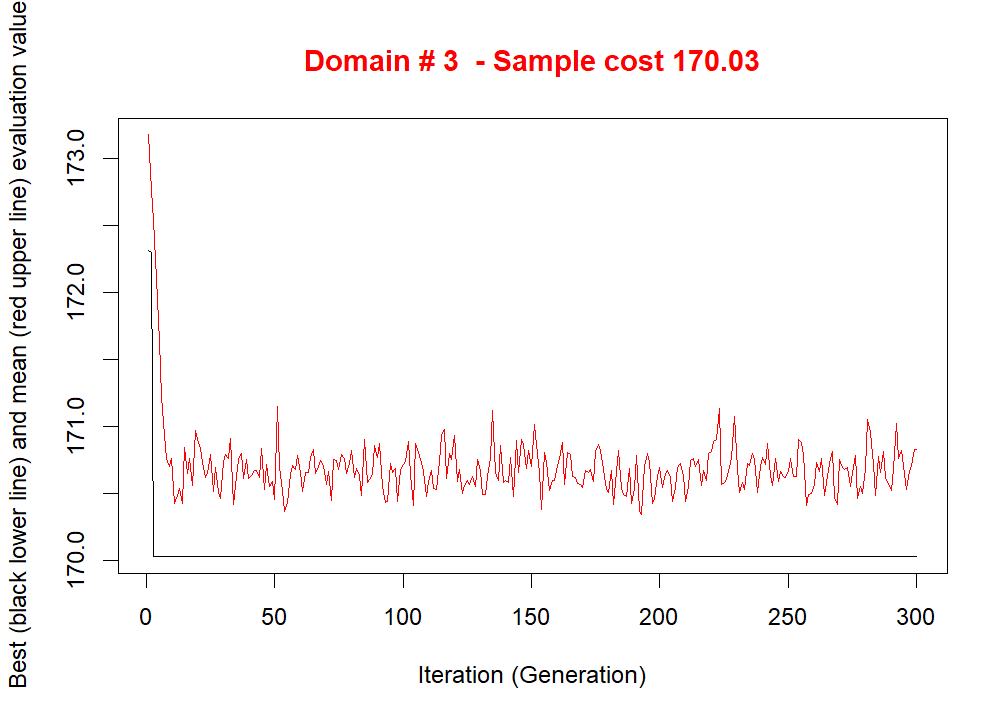 Domain # 3  - Sample cost 170.03
Best (black lower line) and mean (red upper line) evaluation value
173.0
172.0
171.0
170.0
0 50 100 150 200 250 300
Iteration (Generation)